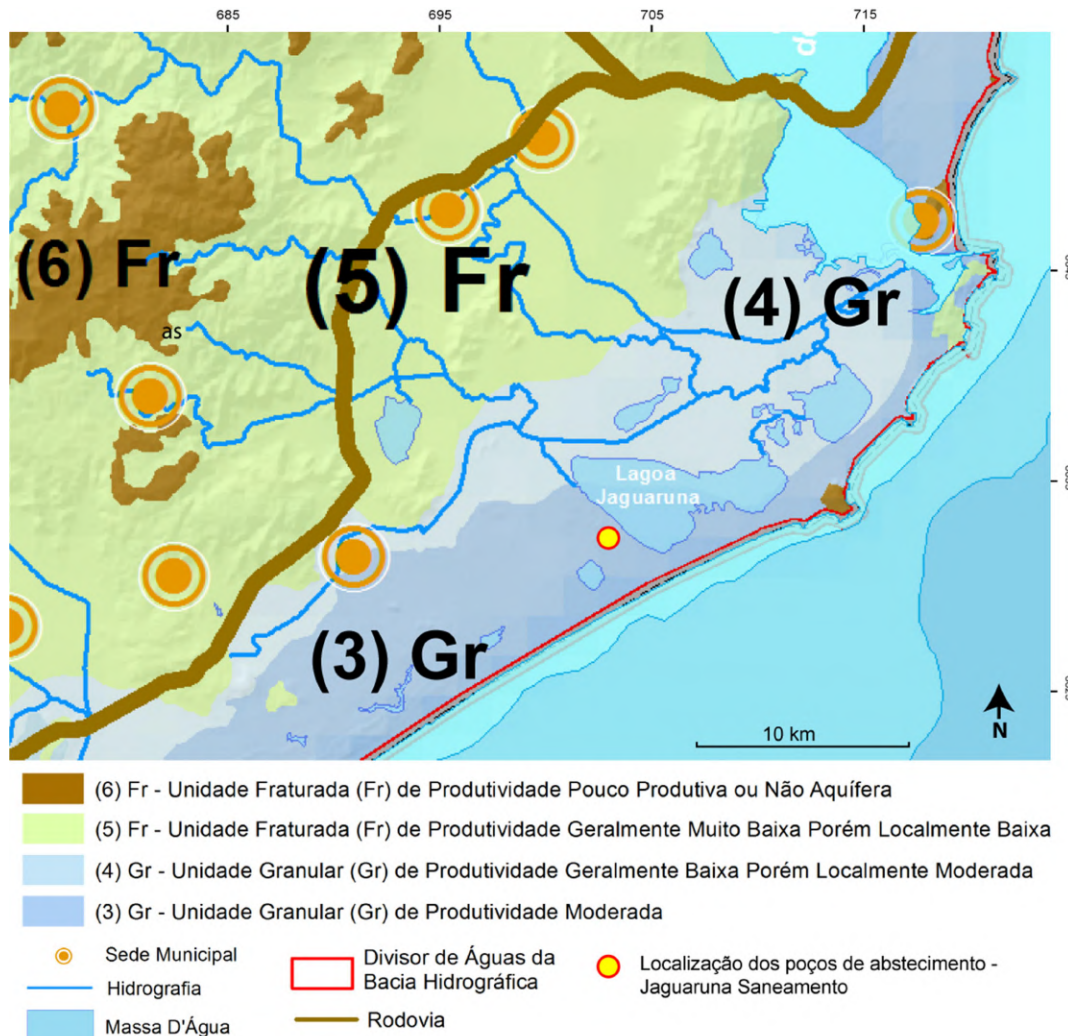 685 695 705 715
da
(6) Fr
(5) Fr
(4) Gr
as
Lagoa
Jaguaruna
(3) Gr
10 km
N
(6) Fr - Unidade Fraturada (Fr) de Produtividade Pouco Produtiva ou Não Aquífera
(5) Fr - Unidade Fraturada (Fr) de Produtividade Geralmente Muito Baixa Porém Localmente Baixa
(4) Gr - Unidade Granular (Gr) de Produtividade Geralmente Baixa Porém Localmente Moderada
(3) Gr - Unidade Granular (Gr) de Produtividade Moderada
Sede Municipal
Hidrografia
Massa D'Água
Divisor de Águas da
Bacia Hidrográfica
Rodovia
Localização dos poços de abstecimento -
Jaguaruna Saneamento